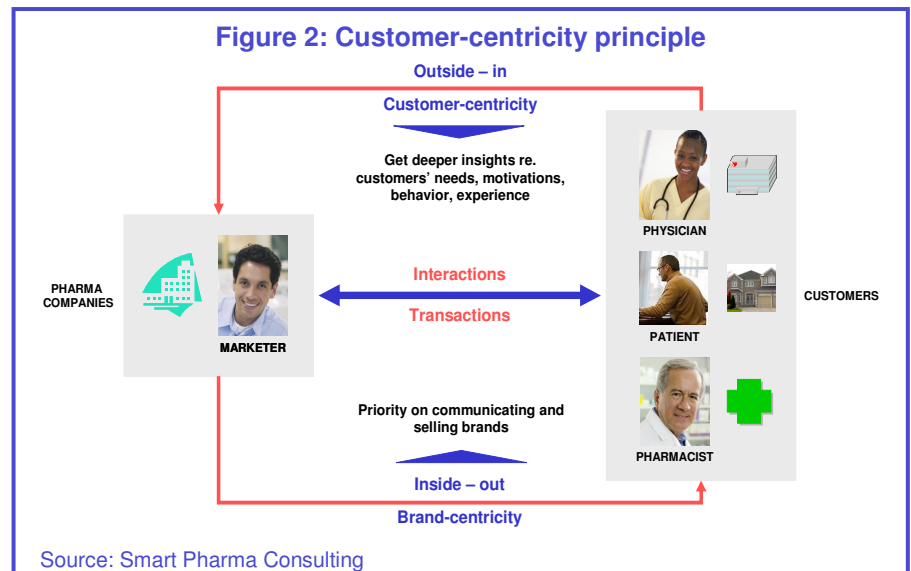 Figure 2: Customer-centricity principle
Outside – in
Customer-centricity
Get deeper insights re.
customers' needs, motivations,
behavior, experience
PHYSICIAN
PHARMA
COMPANIES
MARKETER
Interactions
Transactions
PATIENT
CUSTOMERS
Priority on communicating and
selling brands
PHARMACIST
Inside – out
Brand-centricity
Source: Smart Pharma Consulting